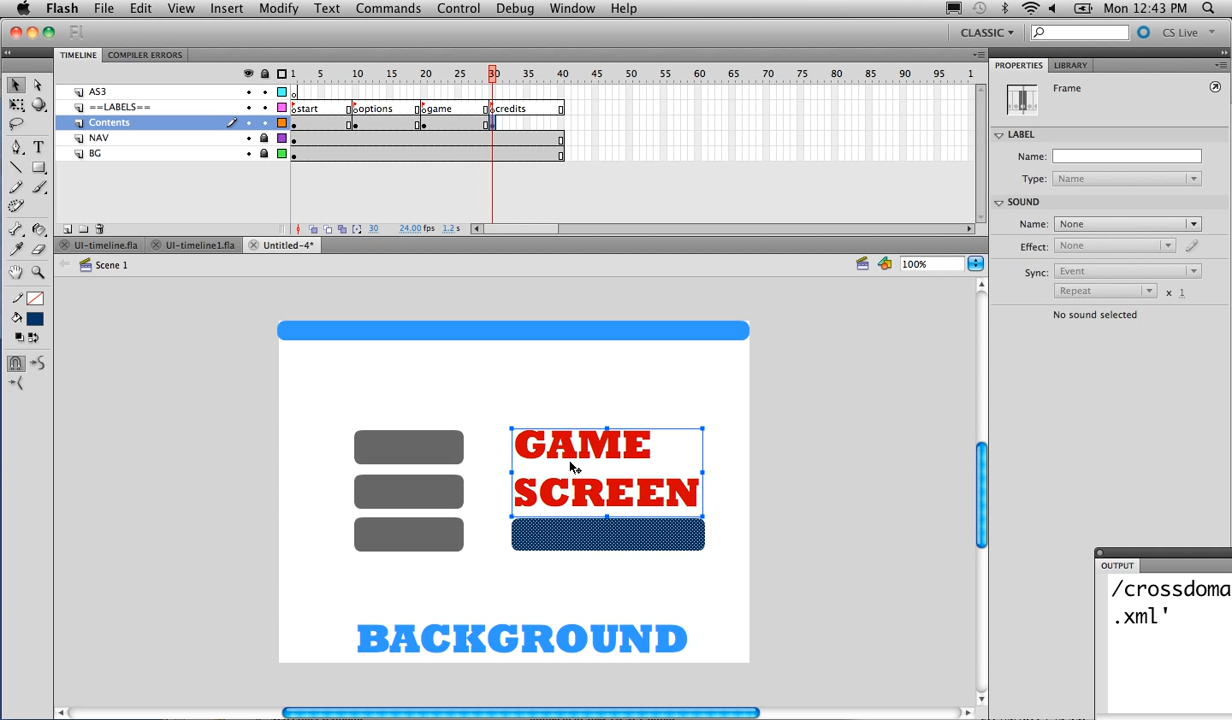 Flash File Edit View Insert Modify Text Commands Control Debug Window Help Mon 12:43 PM
CLASSIC CS Live
TIMELINE COMPILER ERRORS
PROPERTIES LIBRARY
1 5 10 15 20 25 30 35 40 45 50 55 60 65 70 75 80 85 90 95 1
Frame
AS3
==LABELS== start options game credits
Contents
NAV
BG
LABEL
Name:
Type: Name
SOUND
Name: None
Effect: None
Sync: Event
Repeat x 1
No sound selected
30 24.00 fps 1.2 s
UI-timeline.fla UI-timeline1.fla Untitled-4*
Scene 1 100%
GAME
SCREEN
BACKGROUND
OUTPUT
/crossdoma
.xml'